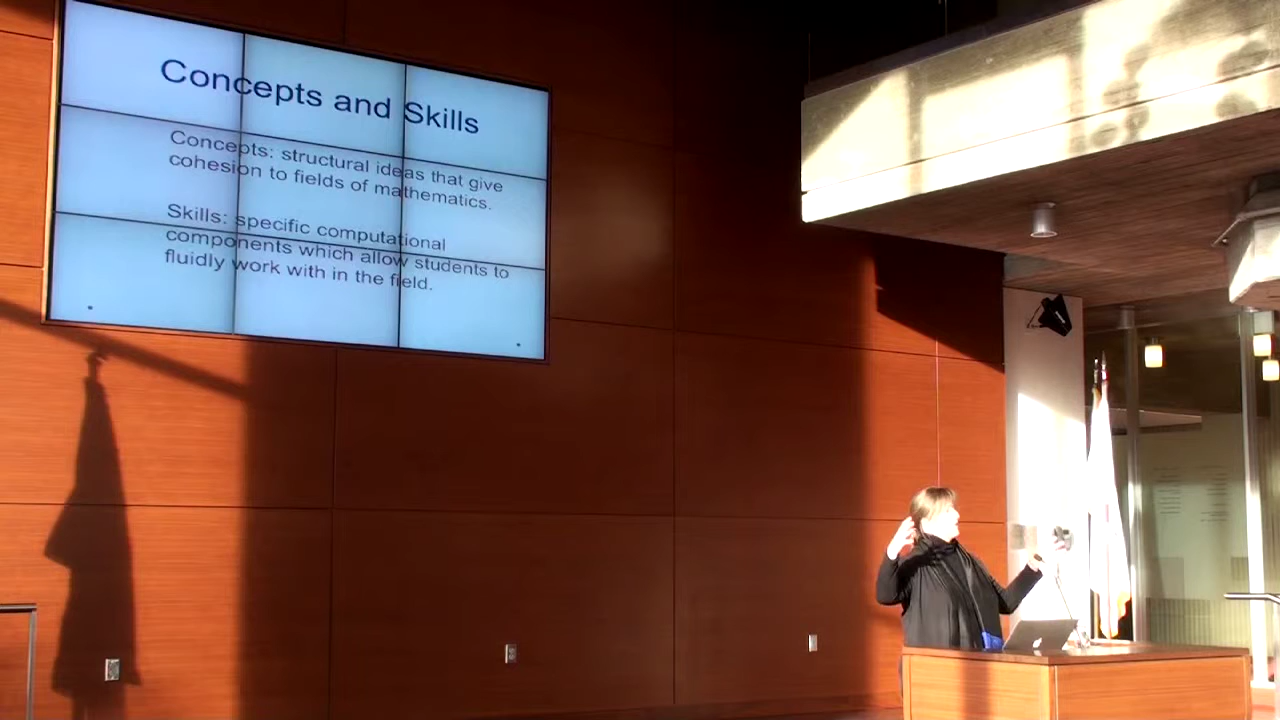 Concepts and Skills
Concepts: structural ideas that give
cohesion to fields of mathematics.
Skills: specific computational
components which allow students to
fluidly work with in the field.